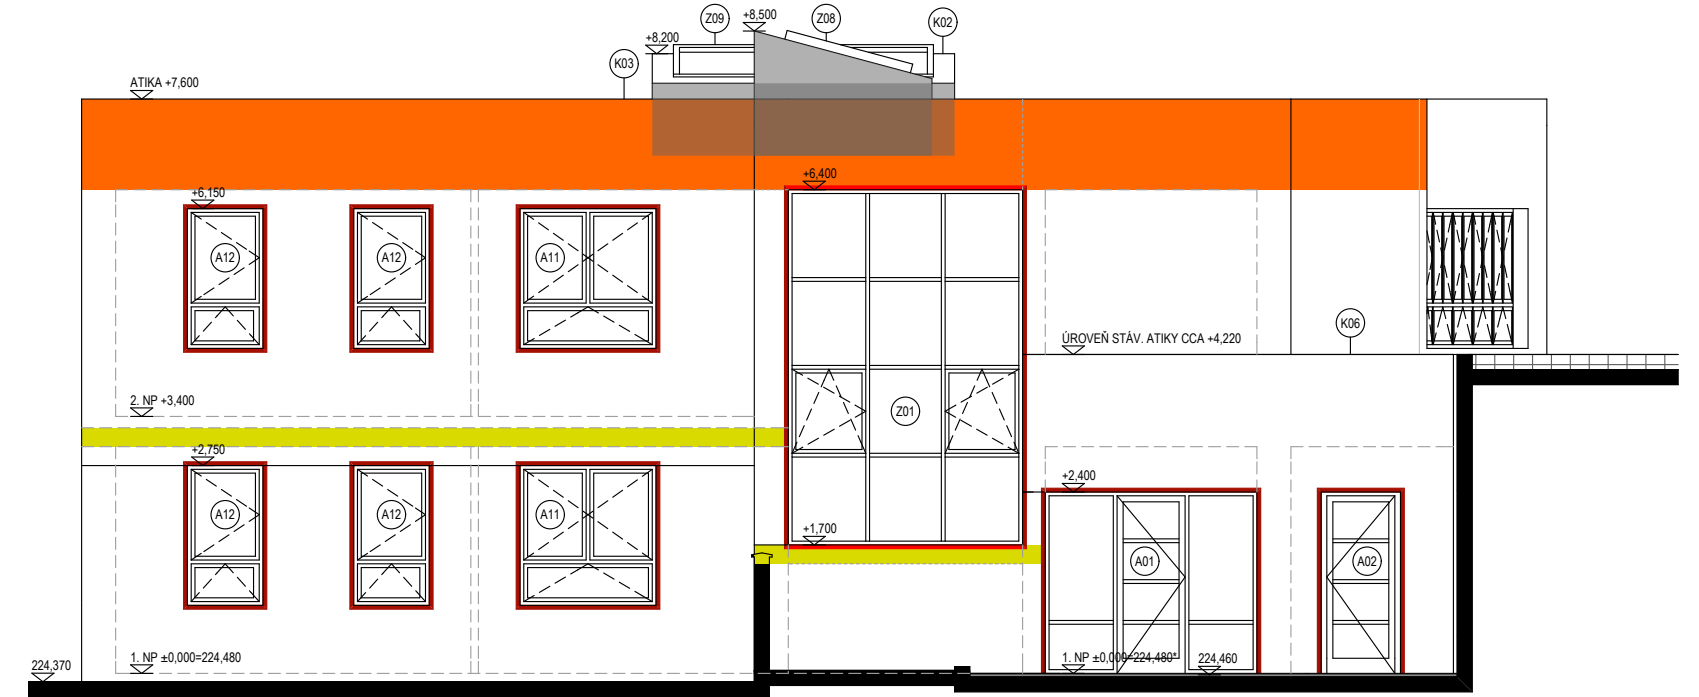 Z09
+8,500
Z08
K02
+8,200
K03
ATIKA +7,600
+6,400
+6,150
A12
A12
A11
K06
ÚROVEŇ STÁV. ATIKY CCA +4,220
2. NP +3,400
Z01
+2,750
+2,400
A12
A12
A11
+1,700
A01
A02
1. NP ±0,000=224,480
1. NP ±0,000=224,480*
224,460
224,370